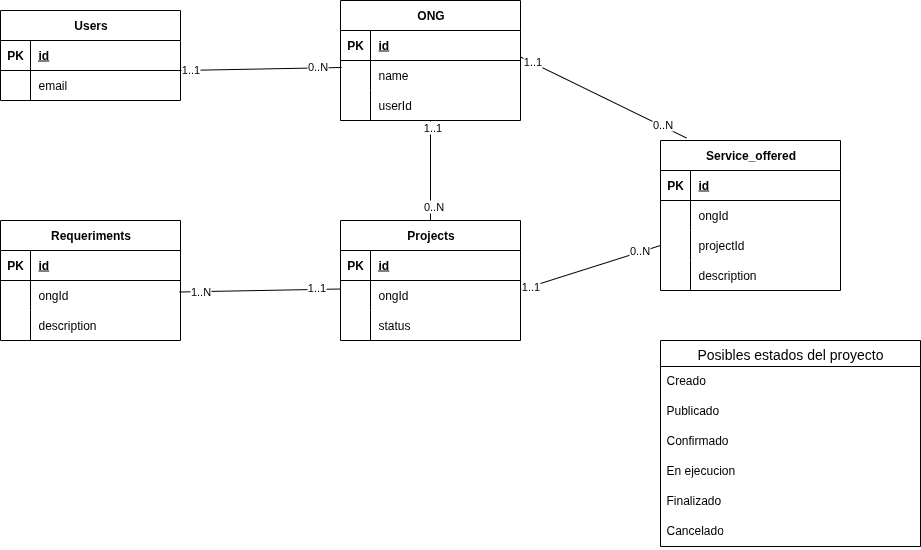 Users
PK id
email
1..1
0..N
ONG
PK id
name
userId
1..1
0..N
1..1
0..N
Service_offered
PK id
ongId
projectId
description
Requeriments
PK id
ongId
description
1..N
1..1
Projects
PK id
ongId
status
1..1
0..N
Posibles estados del proyecto
Creado
Publicado
Confirmado
En ejecucion
Finalizado
Cancelado